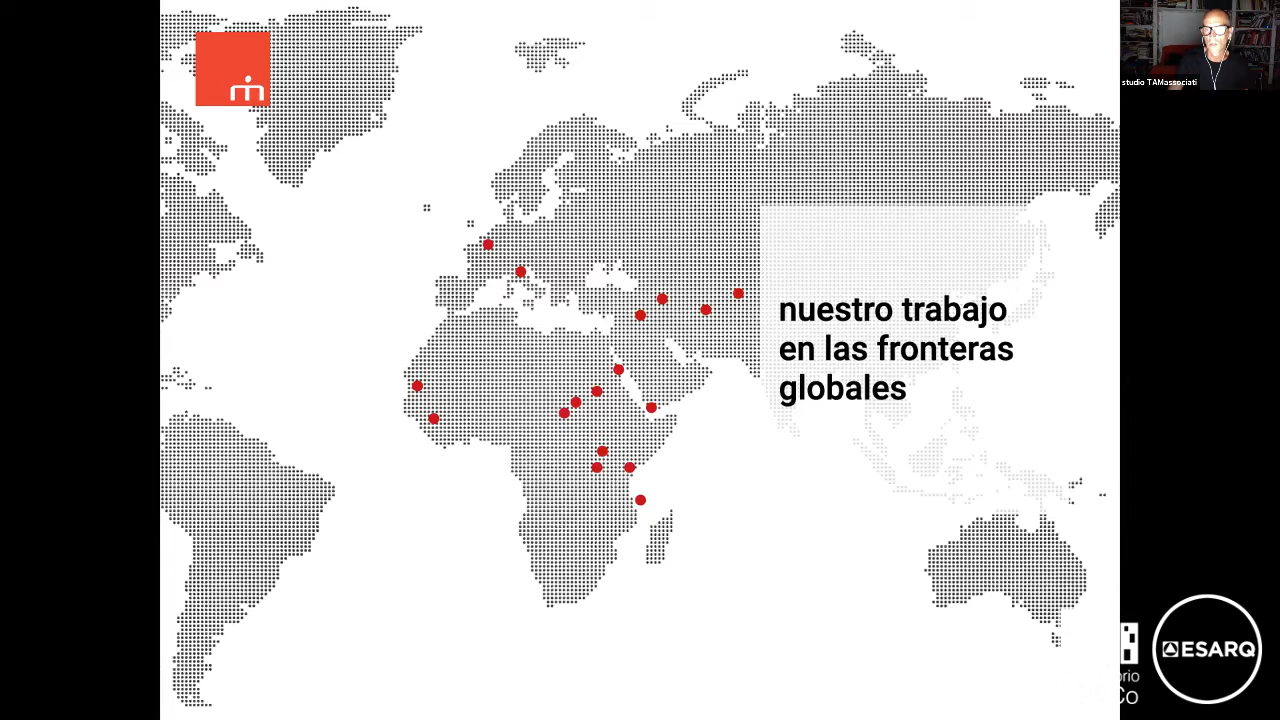 studio TAMassociati
nuestro trabajo
en las fronteras
globales
ESARQ